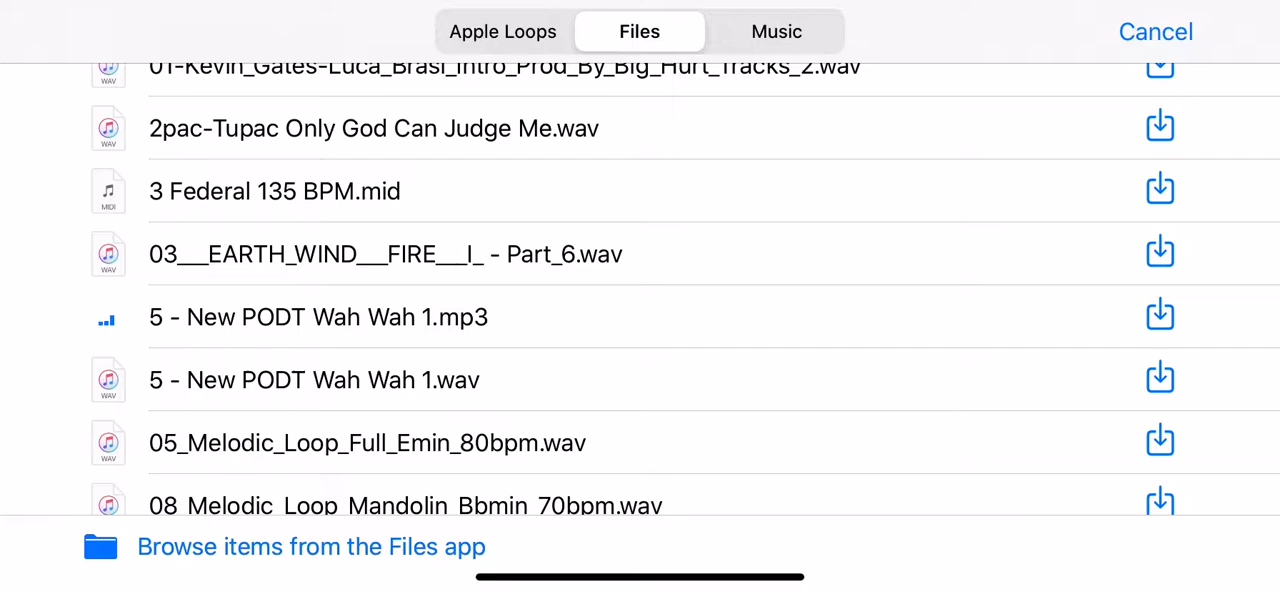 Apple Loops
Files
Music
Cancel
01-Kevin_Gates-Luca_Brasi_Intro_Prod_By_Big_Hurt_Tracks_2.wav
WAV
2pac-Tupac Only God Can Judge Me.wav
WAV
3 Federal 135 BPM.mid
MIDI
03___EARTH_WIND___FIRE___I_ - Part_6.wav
WAV
5 - New PODT Wah Wah 1.mp3
5 - New PODT Wah Wah 1.wav
WAV
05_Melodic_Loop_Full_Emin_80bpm.wav
WAV
08_Melodic_Loop_Mandolin_Bbmin_70bpm.wav
Browse items from the Files app